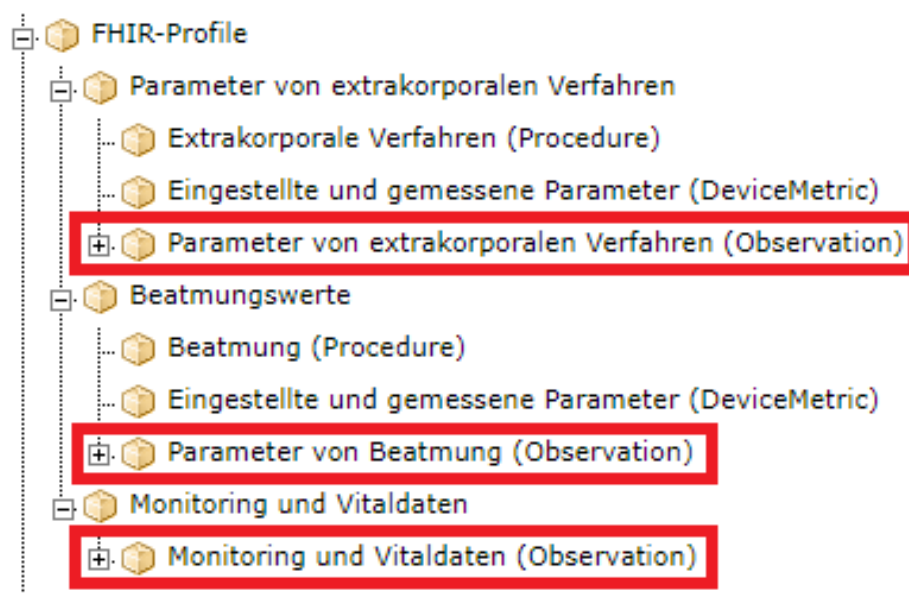 FHIR-Profile
Parameter von extrakorporalen Verfahren
Extrakorporale Verfahren (Procedure)
Eingestellte und gemessene Parameter (DeviceMetric)
Parameter von extrakorporalen Verfahren (Observation)
Beatmungswerte
Beatmung (Procedure)
Eingestellte und gemessene Parameter (DeviceMetric)
Parameter von Beatmung (Observation)
Monitoring und Vitaldaten
Monitoring und Vitaldaten (Observation)